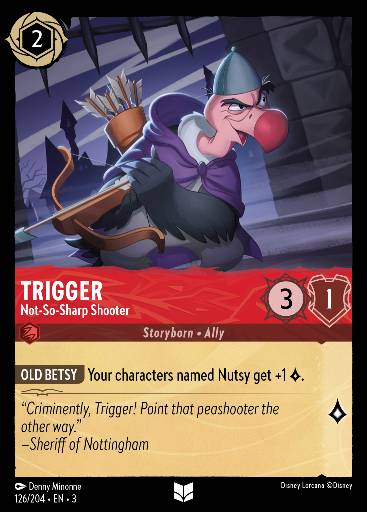 2
TRIGGER
Not-So-Sharp Shooter
3
1
Storyborn • Ally
OLD BETSY Your characters named Nutsy get +1 .
“Criminently, Trigger! Point that peashooter the
other way.”
–Sheriff of Nottingham
Denny Minonne
126/204 • EN • 3
Disney Lorcana ©Disney